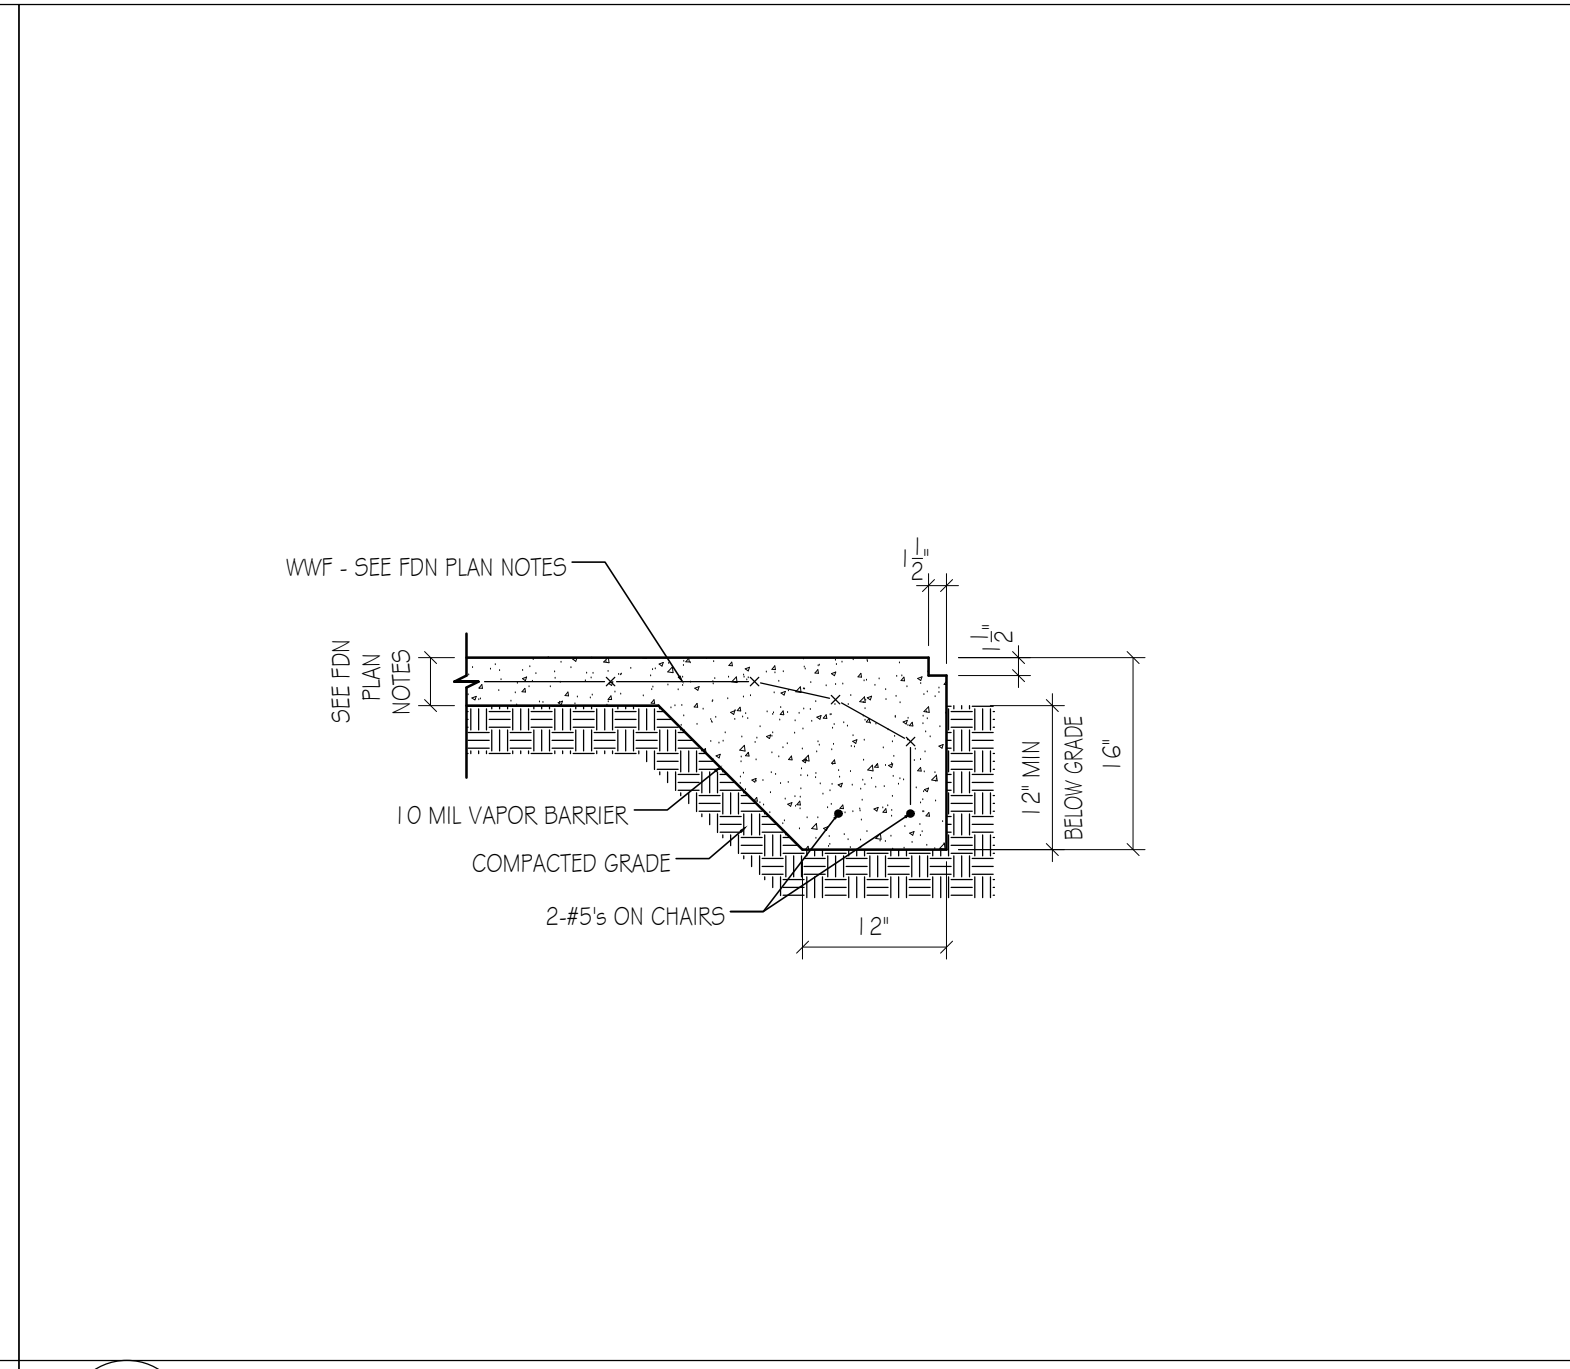 1 1/2"
WWF - SEE FDN PLAN NOTES
1 1/2"
SEE FDN
PLAN
NOTES
12" MIN
BELOW GRADE
16"
10 MIL VAPOR BARRIER
COMPACTED GRADE
2-#5's ON CHAIRS
12"